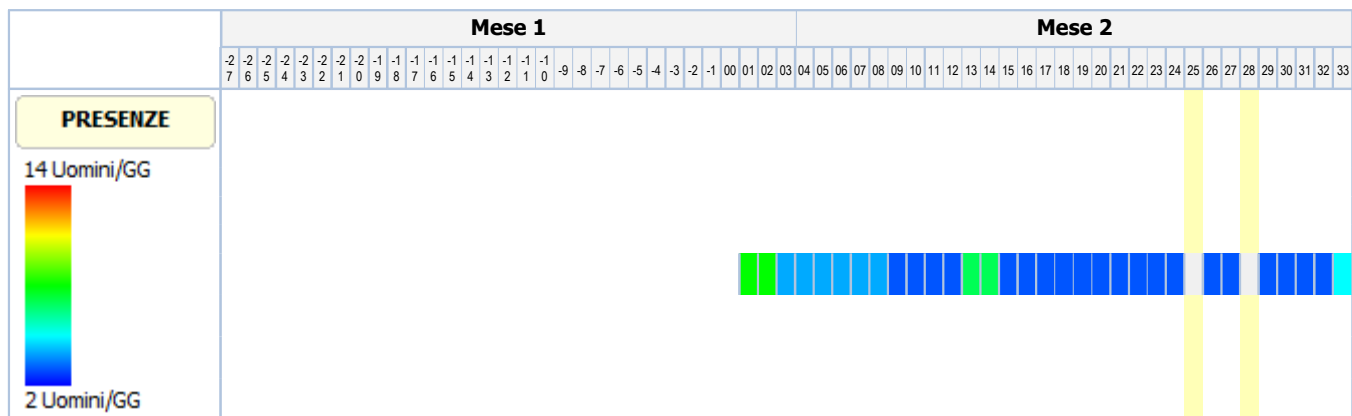 Mese 1 Mese 2
-27 -26 -25 -24 -23 -22 -21 -20 -19 -18 -17 -16 -15 -14 -13 -12 -11 -10 -9 -8 -7 -6 -5 -4 -3 -2 -1 00 01 02 03 04 05 06 07 08 09 10 11 12 13 14 15 16 17 18 19 20 21 22 23 24 25 26 27 28 29 30 31 32 33
PRESENZE
14 Uomini/GG
2 Uomini/GG